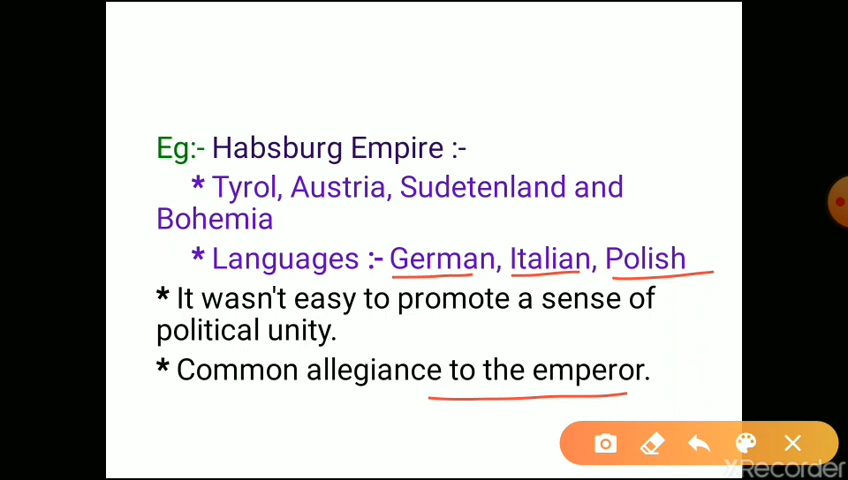 Eg:- Habsburg Empire :-
* Tyrol, Austria, Sudetenland and
Bohemia
* Languages :- German, Italian, Polish
* It wasn't easy to promote a sense of
political unity.
* Common allegiance to the emperor.
XRecorder